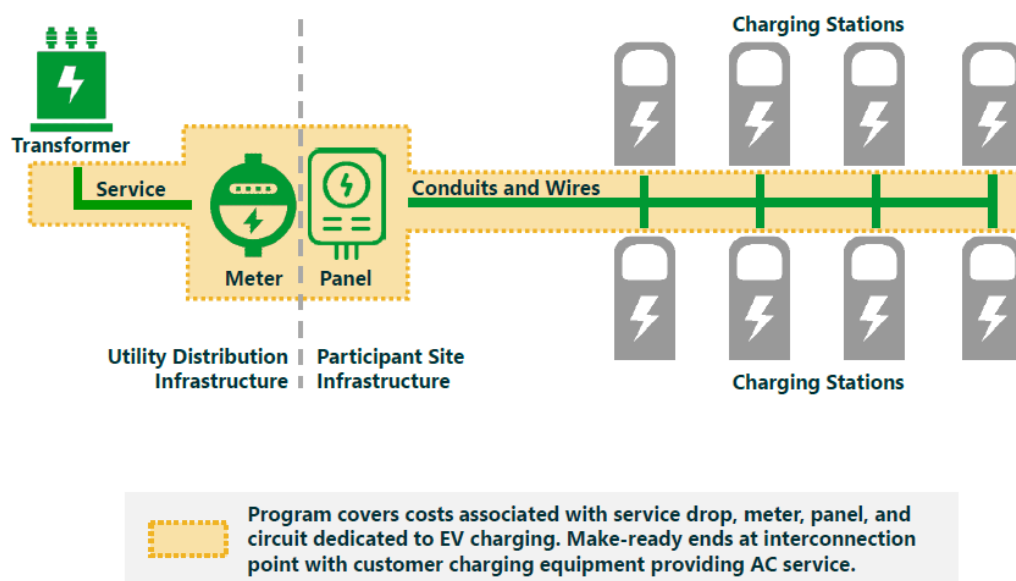 Charging Stations
Transformer
Service
Conduits and Wires
Meter
Panel
Utility Distribution
Infrastructure
Participant Site
Infrastructure
Charging Stations
Program covers costs associated with service drop, meter, panel, and
circuit dedicated to EV charging. Make-ready ends at interconnection
point with customer charging equipment providing AC service.